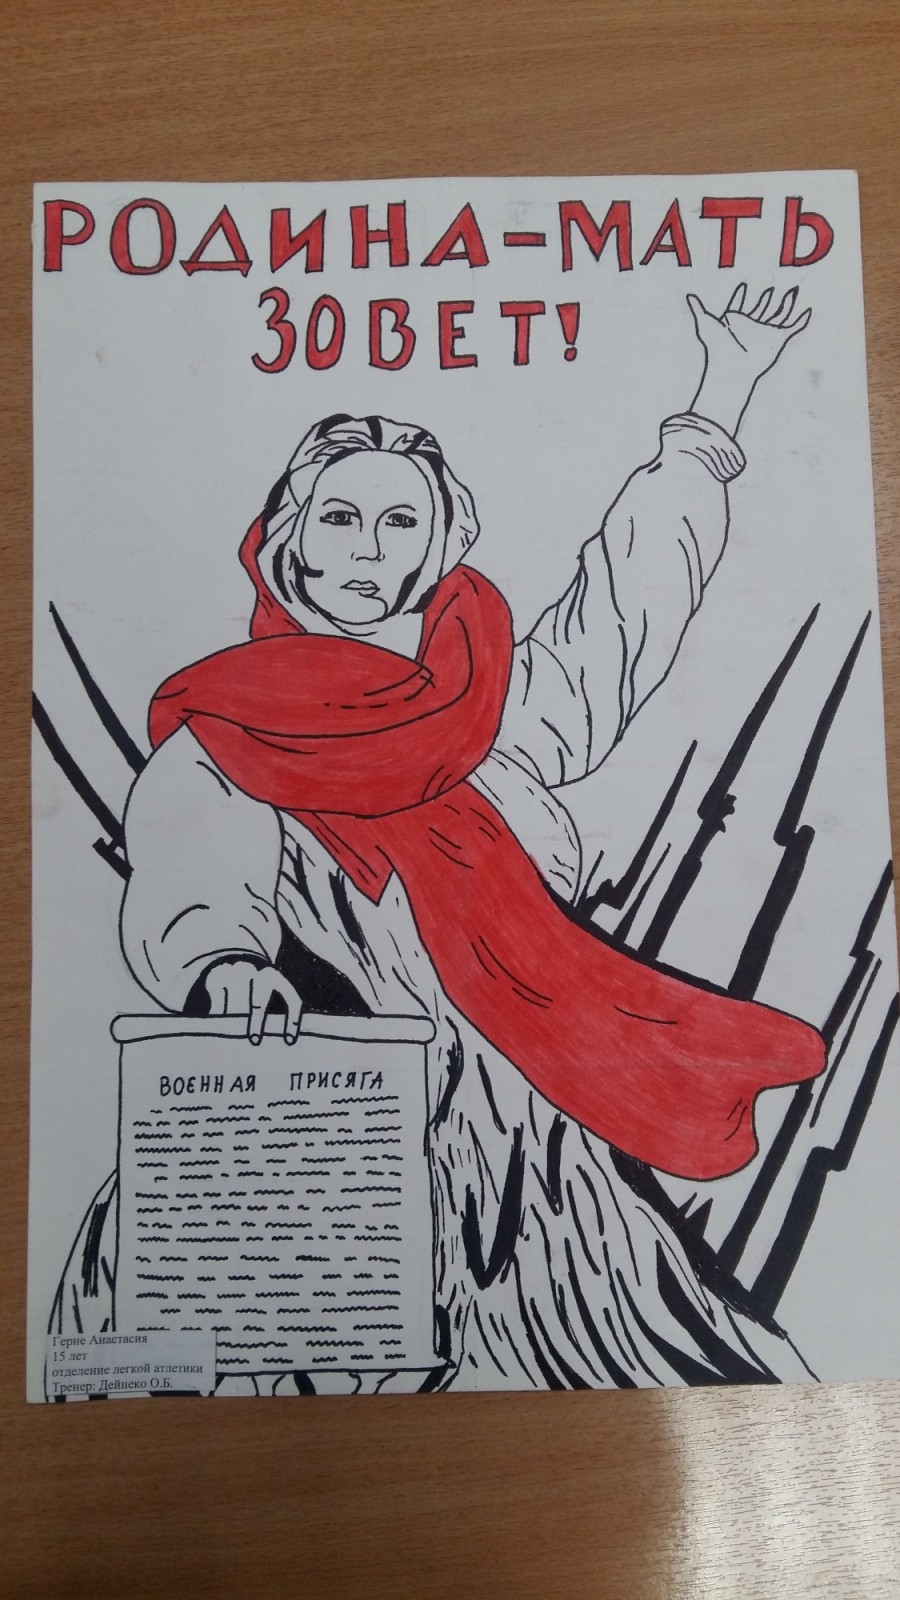 РОДИНА-МАТЬ
ЗОВЕТ!
ВОЕННАЯ ПРИСЯГА
Герне Анастасия
15 лет
отделение легкой атлетики
Тренер: Дейнеко О.Б.